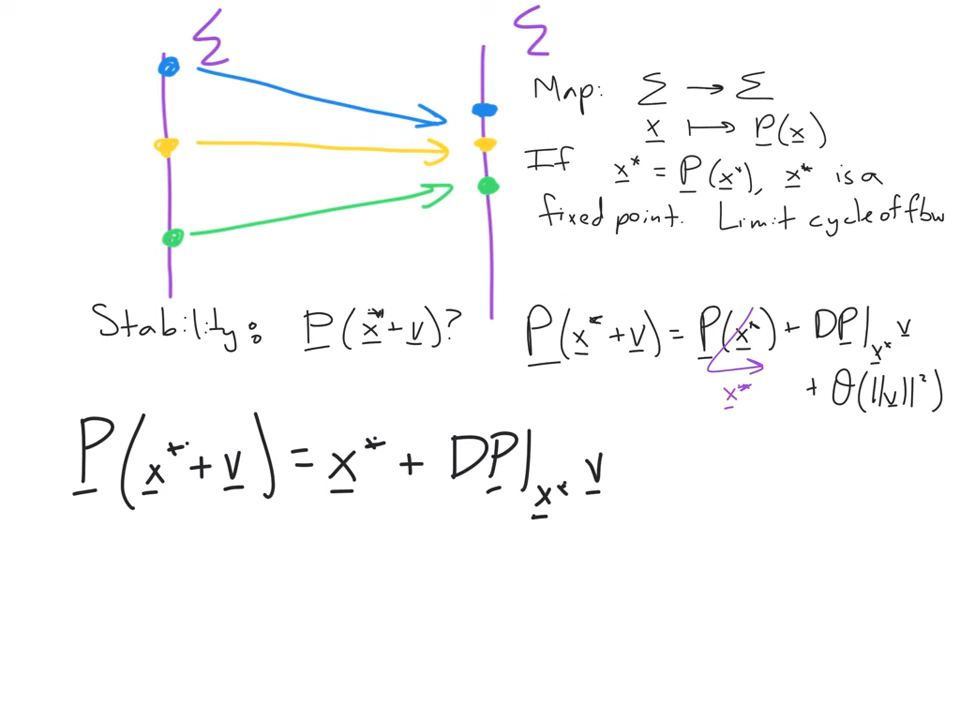 Σ Σ
Map: Σ → Σ
x ↦ P(x)
If x* = P(x*), x* is a
fixed point. Limit cycle of flow
Stability: P(x*+v)? P(x*+v) = P(x*) + DP|x* v
x* + O(||v||²)
P(x*+v) = x* + DP|x* v